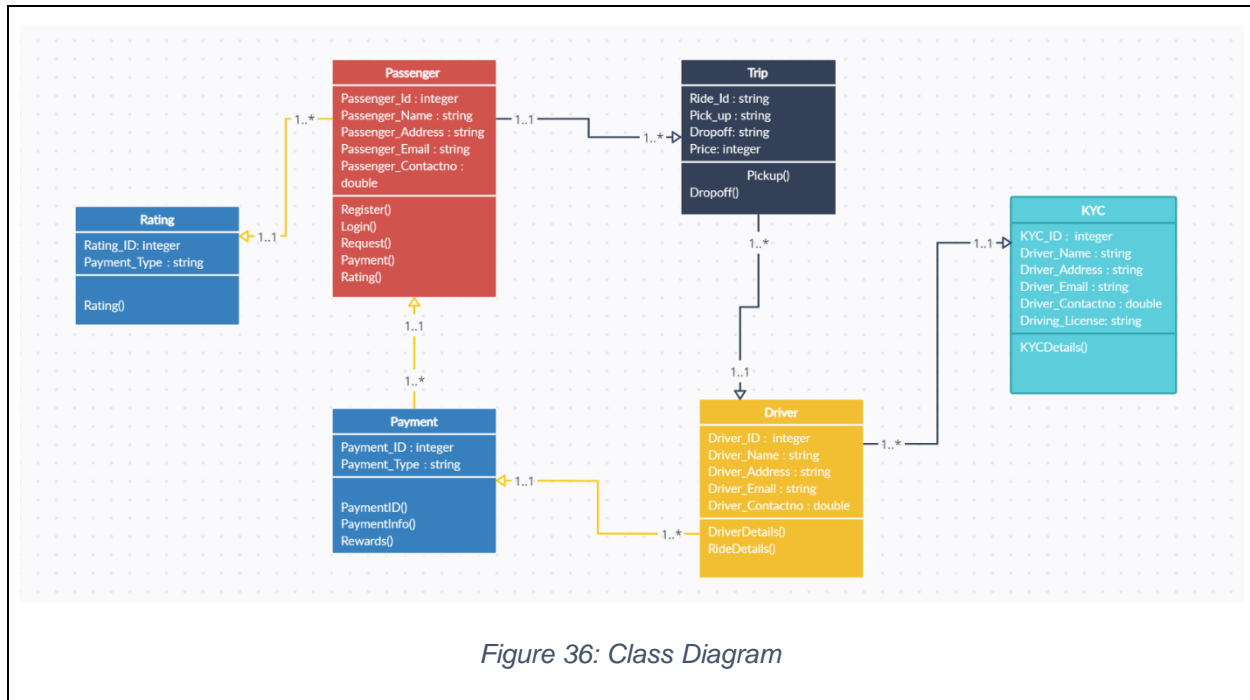 Passenger
Passenger_Id : integer
Passenger_Name : string
Passenger_Address : string
Passenger_Email : string
Passenger_Contactno :
double
Register()
Login()
Request()
Payment()
Rating()
Trip
Ride_Id : string
Pick_up : string
Dropoff: string
Price: integer
Pickup()
Dropoff()
1..*
1..1
1..*
Rating
Rating_ID: integer
Payment_Type : string
Rating()
1..1
KYC
KYC_ID : integer
Driver_Name : string
Driver_Address : string
Driver_Email : string
Driver_Contactno : double
Driving_License: string
KYCDetails()
1..*
1..1
1..1
1..*
1..1
Payment
Payment_ID : integer
Payment_Type : string
PaymentID()
PaymentInfo()
Rewards()
Driver
Driver_ID : integer
Driver_Name : string
Driver_Address : string
Driver_Email : string
Driver_Contactno : double
DriverDetails()
RideDetails()
1..*
1..1
1..*
Figure 36: Class Diagram